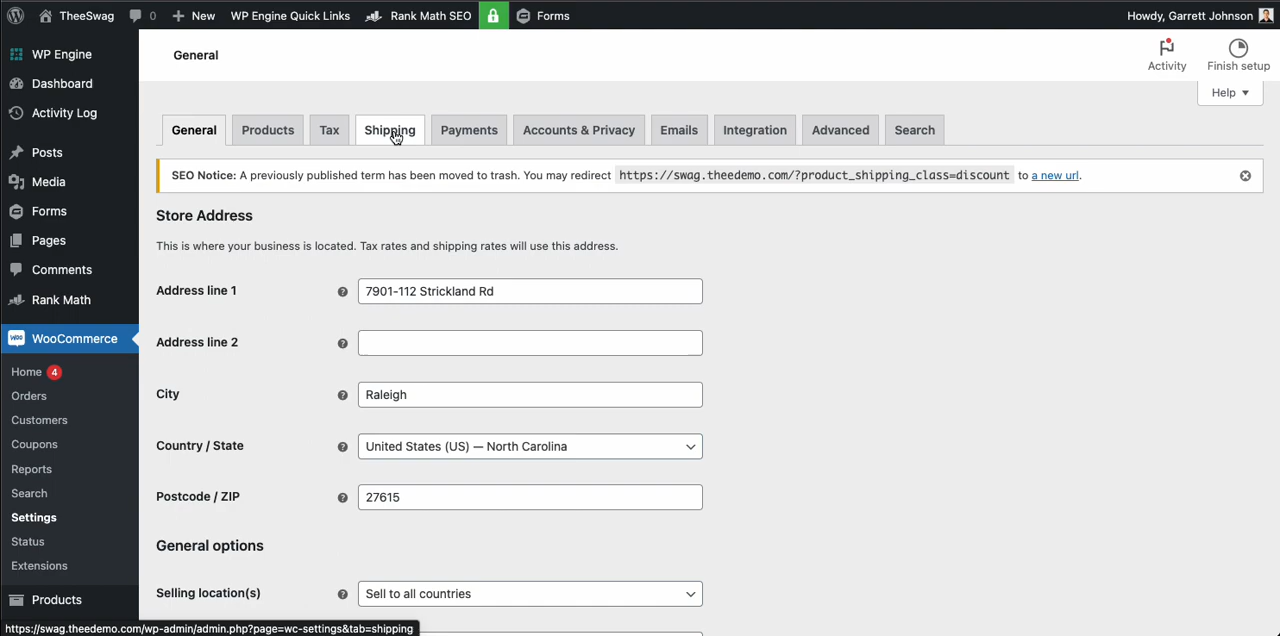 TheeSwag 0 New WP Engine Quick Links Rank Math SEO Forms Howdy, Garrett Johnson
WP Engine
Dashboard
Activity Log
Posts
Media
Forms
Pages
Comments
Rank Math
WooCommerce
Home 4
Orders
Customers
Coupons
Reports
Search
Settings
Status
Extensions
Products
General
Activity
Finish setup
Help
General Products Tax Shipping Payments Accounts & Privacy Emails Integration Advanced Search
SEO Notice: A previously published term has been moved to trash. You may redirect https://swag.theedemo.com/?product_shipping_class=discount to a new url.
Store Address
This is where your business is located. Tax rates and shipping rates will use this address.
Address line 1 ? 7901-112 Strickland Rd
Address line 2 ?
City ? Raleigh
Country / State ? United States (US) — North Carolina
Postcode / ZIP ? 27615
General options
Selling location(s) ? Sell to all countries
https://swag.theedemo.com/wp-admin/admin.php?page=wc-settings&tab=shipping